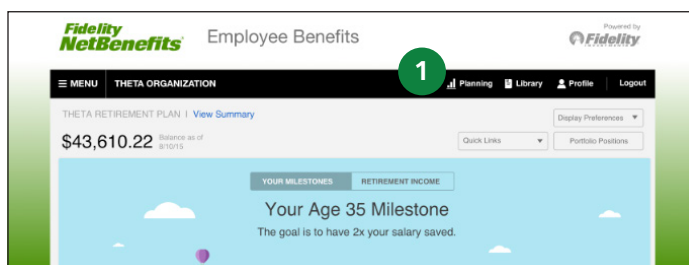 Fidelity
NetBenefits
Employee Benefits
Powered by
Fidelity
INVESTMENTS
1
MENU THETA ORGANIZATION Planning Library Profile Logout
THETA RETIREMENT PLAN | View Summary
Display Preferences
$43,610.22 Balance as of
9/10/15
Quick Links
Portfolio Positions
YOUR MILESTONES RETIREMENT INCOME
Your Age 35 Milestone
The goal is to have 2x your salary saved.